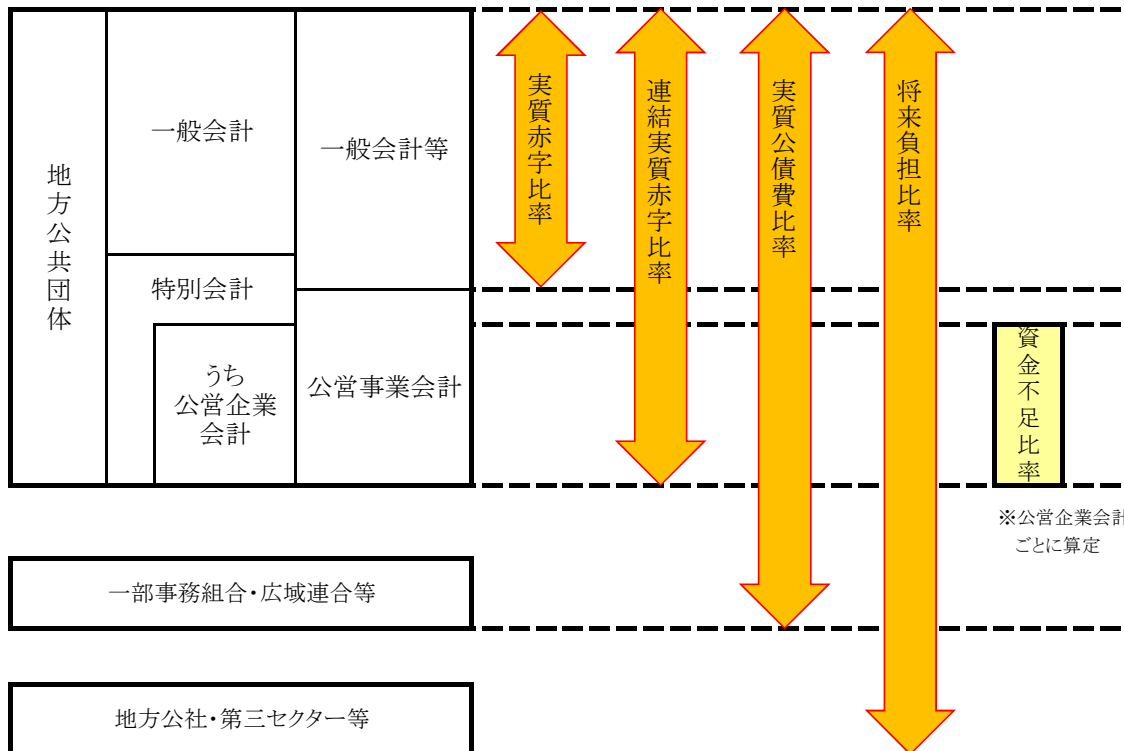 地方公共団体
一般会計
特別会計
うち
公営企業
会計
一般会計等
公営事業会計
実質赤字比率
連結実質赤字比率
実質公債費比率
将来負担比率
資金不足比率
※公営企業会計
ごとに算定
一部事務組合・広域連合等
地方公社・第三セクター等